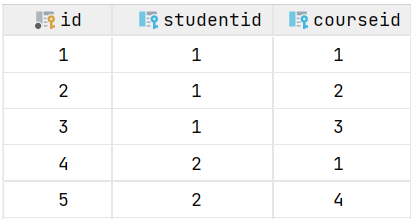 id studentid courseid
1 1 1
2 1 2
3 1 3
4 2 1
5 2 4